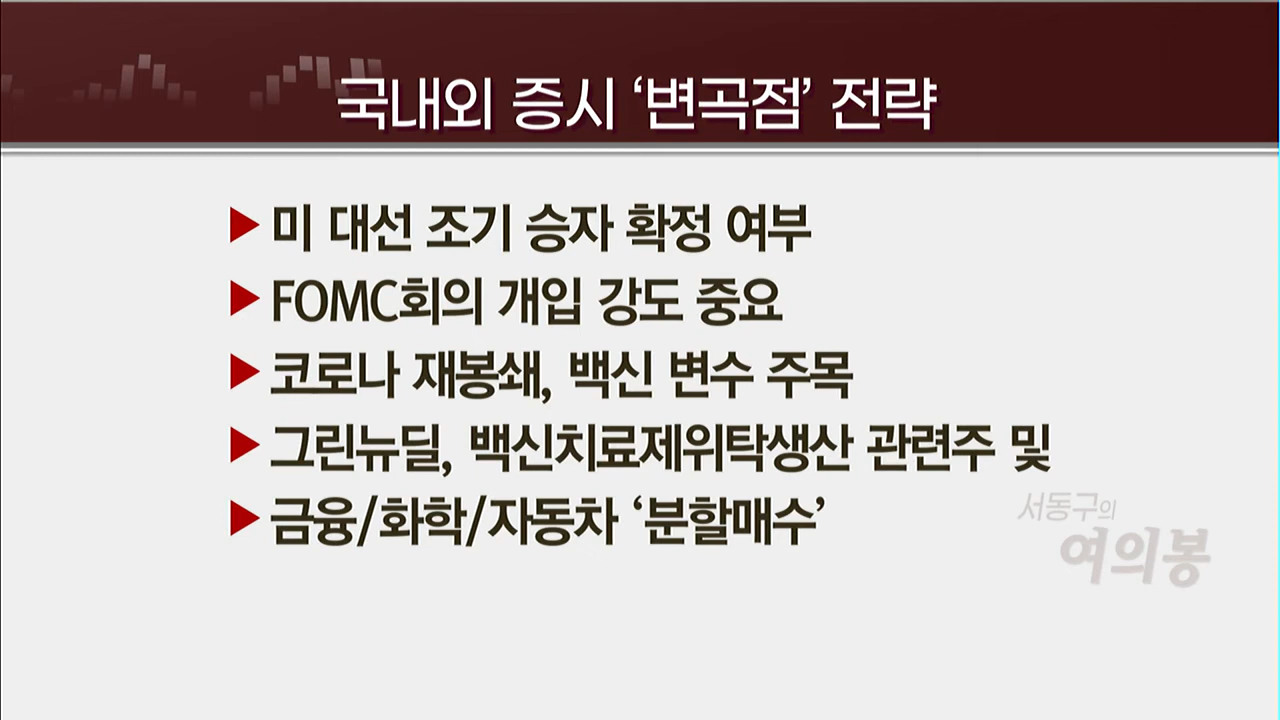 국내외 증시 ‘변곡점’ 전략
▶ 미 대선 조기 승자 확정 여부
▶ FOMC회의 개입 강도 중요
▶ 코로나 재봉쇄, 백신 변수 주목
▶ 그린뉴딜, 백신치료제위탁생산 관련주 및
▶ 금융/화학/자동차 ‘분할매수’
서동구의
여의봉